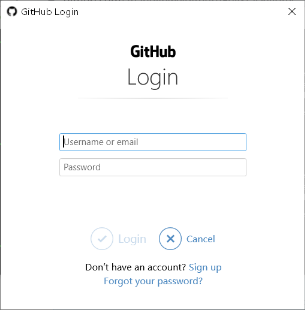 GitHub Login
GitHub
Login
Username or email
Password
Login Cancel
Don't have an account? Sign up
Forgot your password?